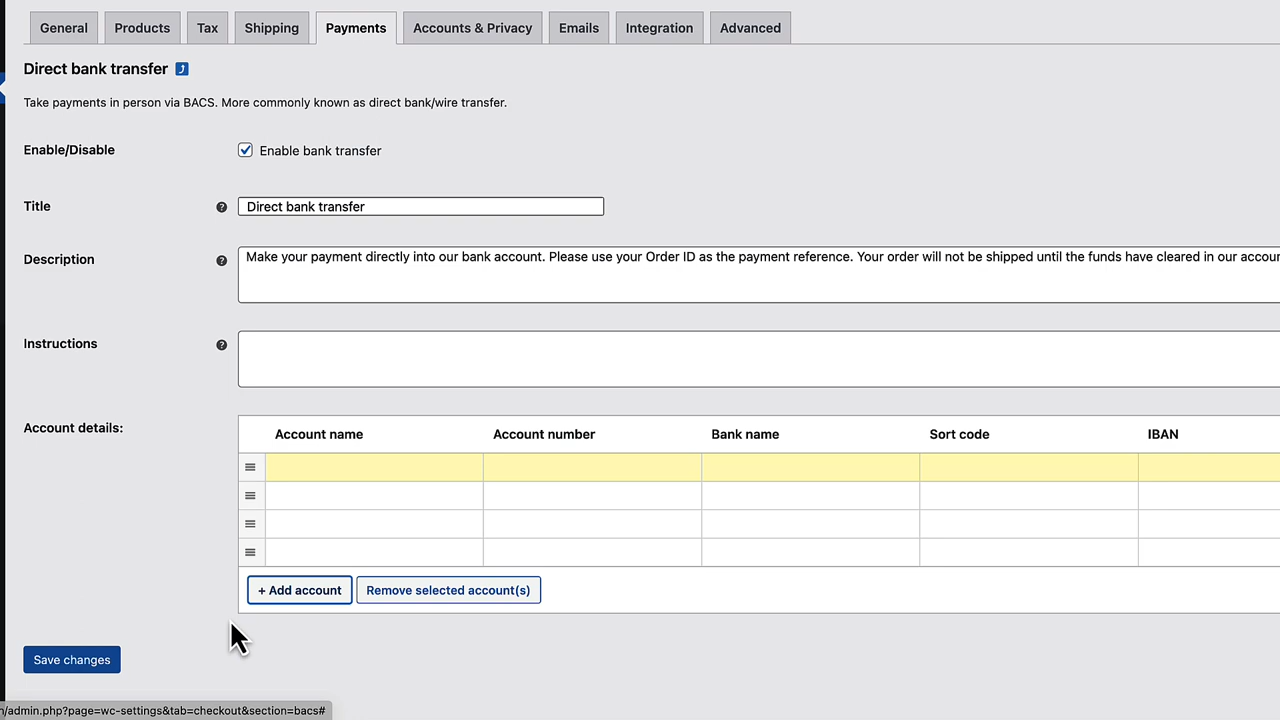 General Products Tax Shipping Payments Accounts & Privacy Emails Integration Advanced
Direct bank transfer
Take payments in person via BACS. More commonly known as direct bank/wire transfer.
Enable/Disable Enable bank transfer
Title Direct bank transfer
Description Make your payment directly into our bank account. Please use your Order ID as the payment reference. Your order will not be shipped until the funds have cleared in our accoun
Instructions
Account details: Account name Account number Bank name Sort code IBAN
+ Add account Remove selected account(s)
Save changes
n/admin.php?page=wc-settings&tab=checkout&section=bacs#